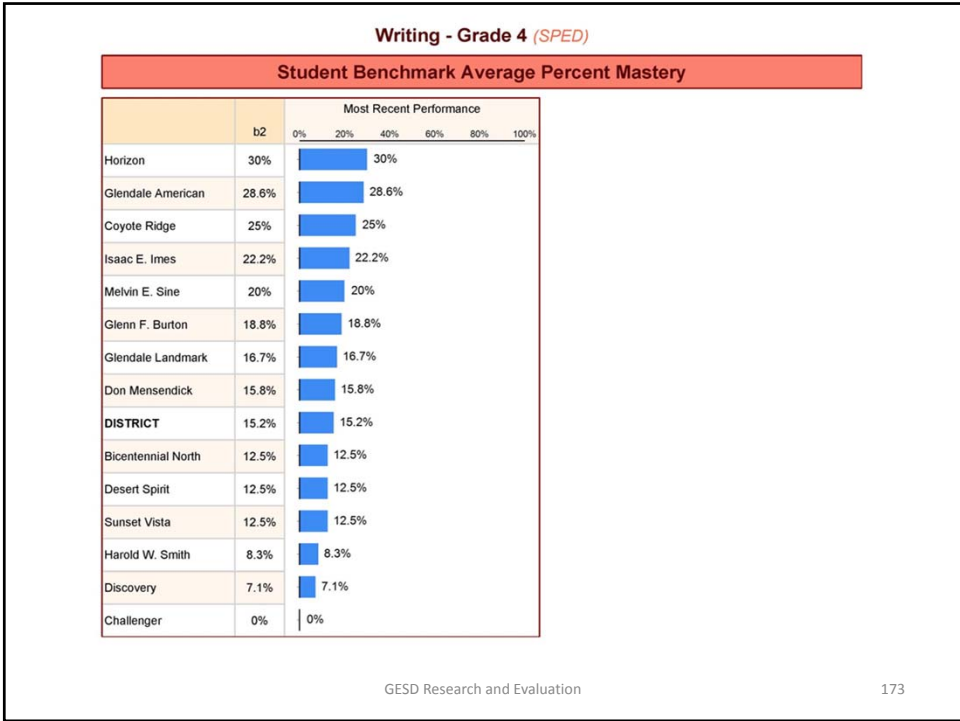 Writing - Grade 4 (SPED)
Student Benchmark Average Percent Mastery
Most Recent Performance
b2 0% 20% 40% 60% 80% 100%
Horizon 30% 30%
Glendale American 28.6% 28.6%
Coyote Ridge 25% 25%
Isaac E. Imes 22.2% 22.2%
Melvin E. Sine 20% 20%
Glenn F. Burton 18.8% 18.8%
Glendale Landmark 16.7% 16.7%
Don Mensendick 15.8% 15.8%
DISTRICT 15.2% 15.2%
Bicentennial North 12.5% 12.5%
Desert Spirit 12.5% 12.5%
Sunset Vista 12.5% 12.5%
Harold W. Smith 8.3% 8.3%
Discovery 7.1% 7.1%
Challenger 0% 0%
GESD Research and Evaluation 173